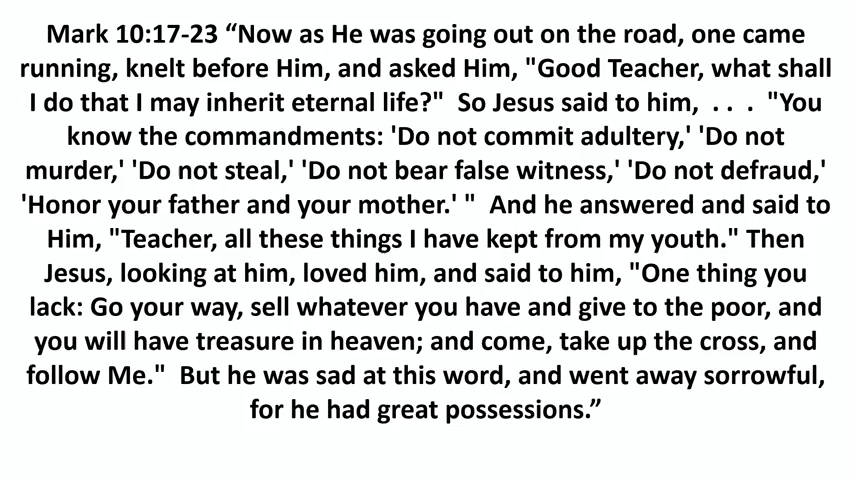 Mark 10:17-23 “Now as He was going out on the road, one came
running, knelt before Him, and asked Him, "Good Teacher, what shall
I do that I may inherit eternal life?"  So Jesus said to him,  . . .  "You
know the commandments: 'Do not commit adultery,' 'Do not
murder,' 'Do not steal,' 'Do not bear false witness,' 'Do not defraud,'
'Honor your father and your mother.' "  And he answered and said to
Him, "Teacher, all these things I have kept from my youth." Then
Jesus, looking at him, loved him, and said to him, "One thing you
lack: Go your way, sell whatever you have and give to the poor, and
you will have treasure in heaven; and come, take up the cross, and
follow Me."  But he was sad at this word, and went away sorrowful,
for he had great possessions.”